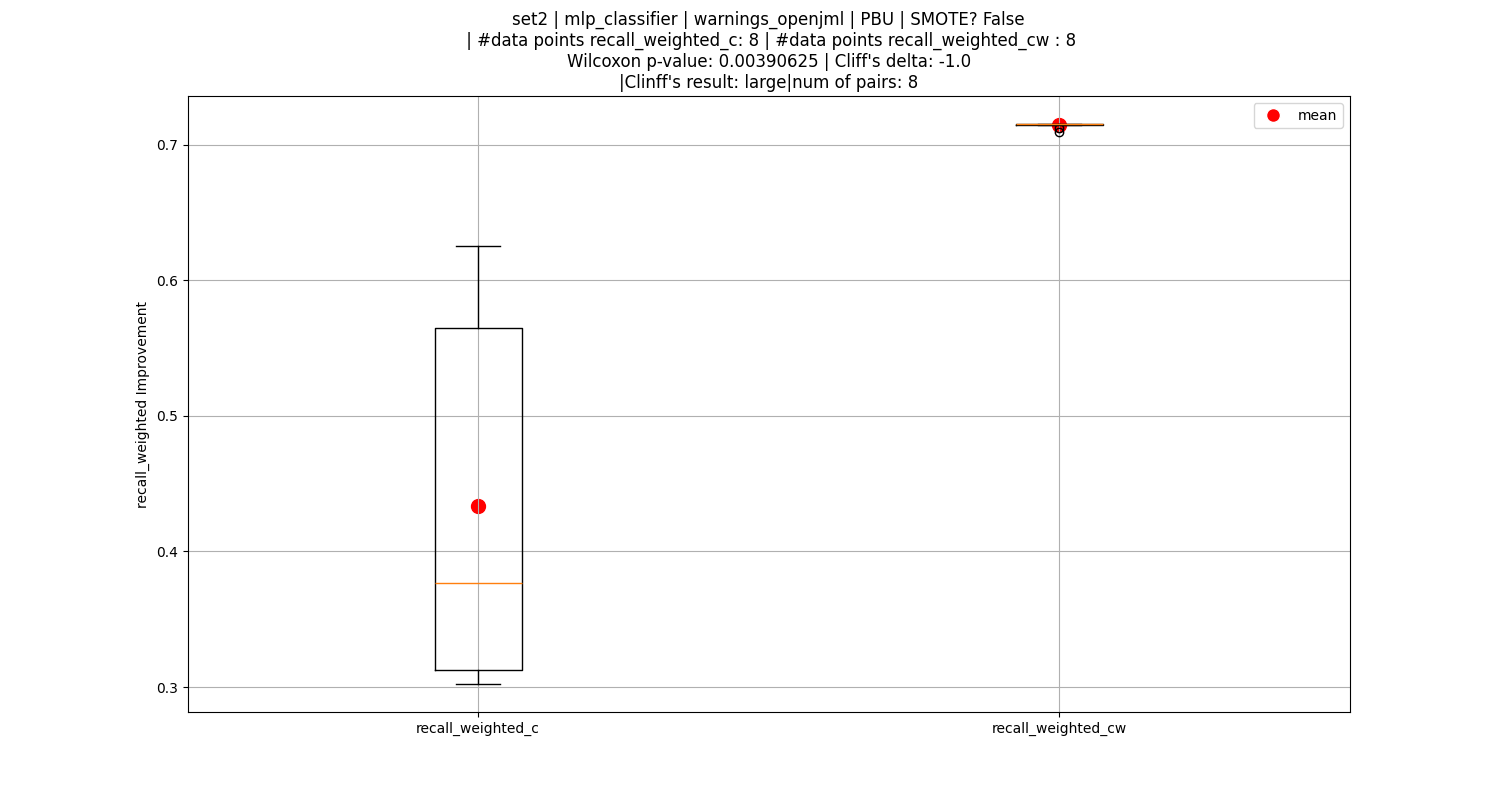 set2 | mlp_classifier | warnings_openjml | PBU | SMOTE? False
| #data points recall_weighted_c: 8 | #data points recall_weighted_cw : 8
Wilcoxon p-value: 0.00390625 | Cliff's delta: -1.0
|Clinff's result: large|num of pairs: 8
mean
0.7
0.6
0.5
0.4
0.3
recall_weighted Improvement
recall_weighted_c
recall_weighted_cw